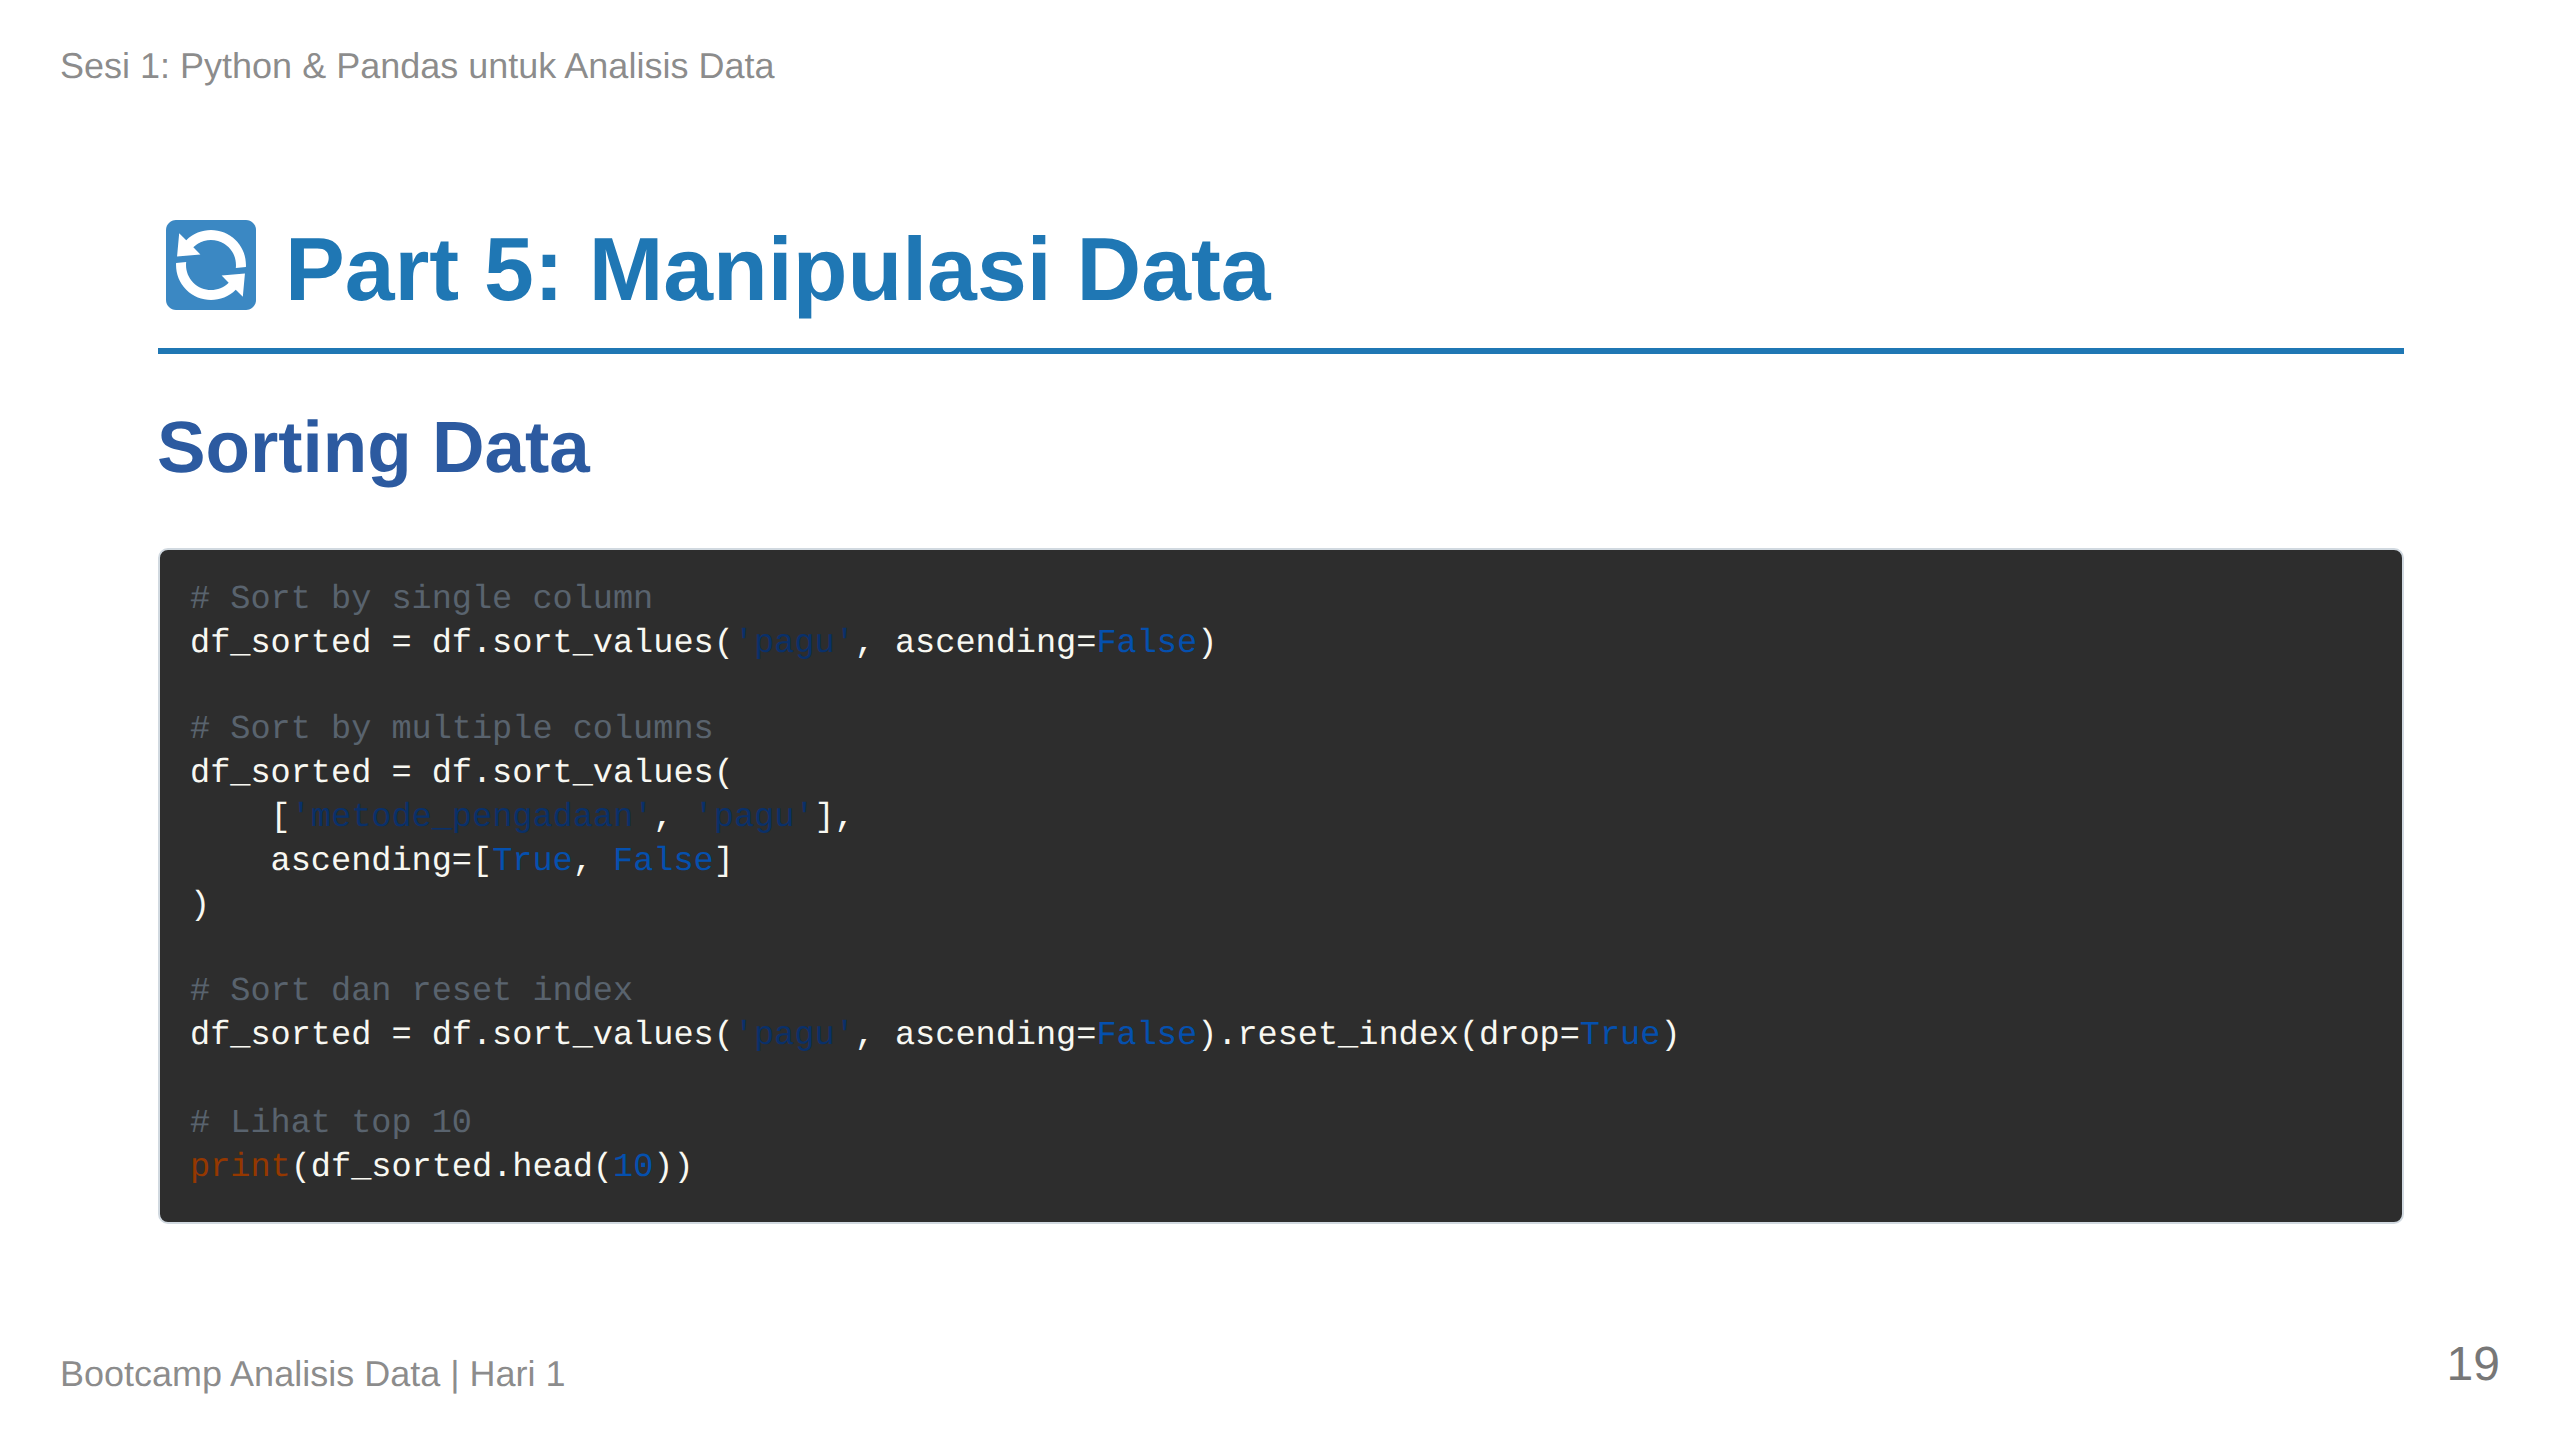 Sesi 1: Python & Pandas untuk Analisis Data
Part 5: Manipulasi Data
Sorting Data
# Sort by single column
df_sorted = df.sort_values('pagu', ascending=False)
# Sort by multiple columns
df_sorted = df.sort_values(
    ['metode_pengadaan', 'pagu'],
    ascending=[True, False]
)
# Sort dan reset index
df_sorted = df.sort_values('pagu', ascending=False).reset_index(drop=True)
# Lihat top 10
print(df_sorted.head(10))
Bootcamp Analisis Data | Hari 1
19